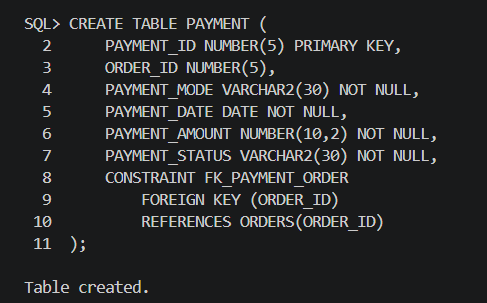 SQL> CREATE TABLE PAYMENT (
  2      PAYMENT_ID NUMBER(5) PRIMARY KEY,
  3      ORDER_ID NUMBER(5),
  4      PAYMENT_MODE VARCHAR2(30) NOT NULL,
  5      PAYMENT_DATE DATE NOT NULL,
  6      PAYMENT_AMOUNT NUMBER(10,2) NOT NULL,
  7      PAYMENT_STATUS VARCHAR2(30) NOT NULL,
  8      CONSTRAINT FK_PAYMENT_ORDER
  9          FOREIGN KEY (ORDER_ID)
 10          REFERENCES ORDERS(ORDER_ID)
 11  );
Table created.